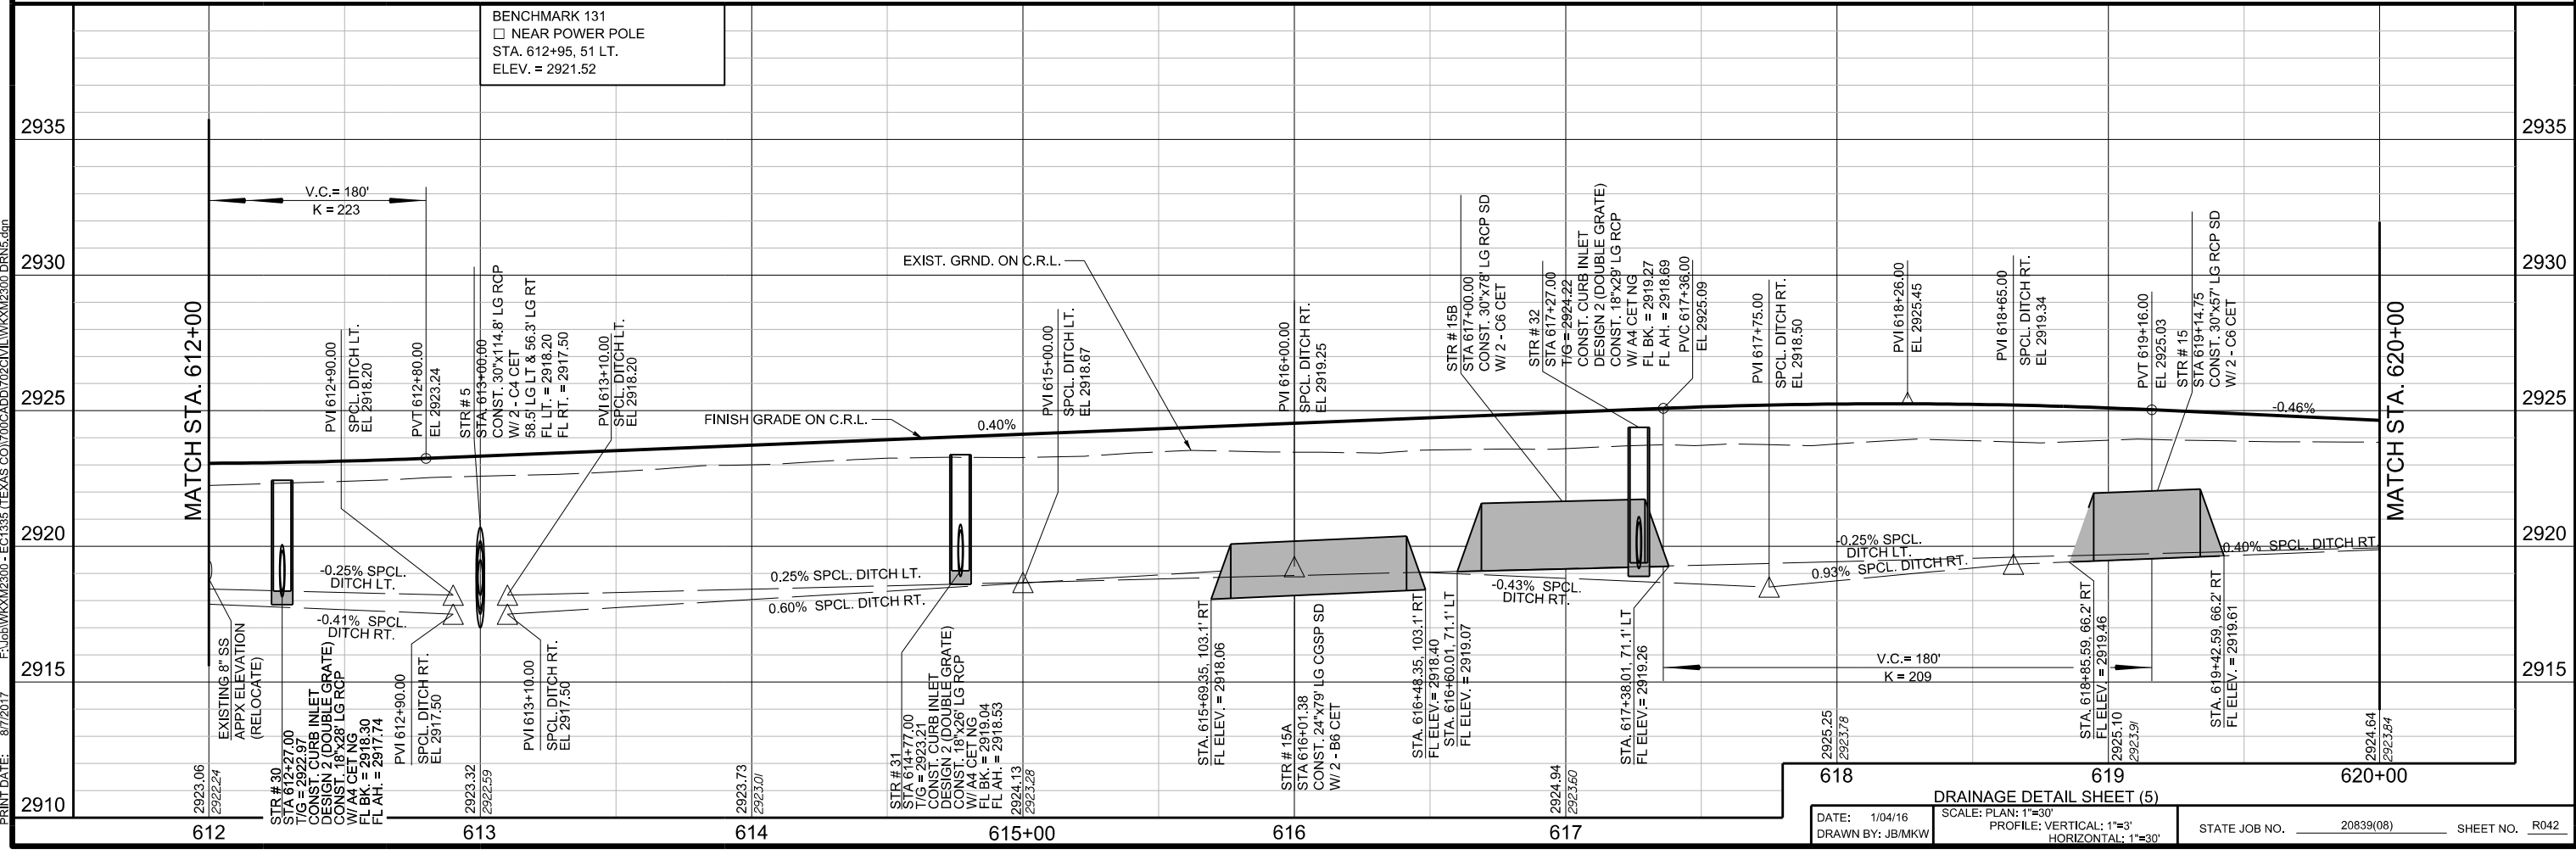 BENCHMARK 131
□ NEAR POWER POLE
STA. 612+95, 51 LT.
ELEV. = 2921.52
2935
2930
2925
2920
2915
2910
2935
2930
2925
2920
2915
PRINT DATE: 8/7/2017
F:\Job\WKXM2300 - EC1335 (TEXAS CO)\700CADD\702CIVIL\WKXM2300 DRN5.dgn
MATCH STA. 612+00
V.C.= 180'
K = 223
PVI 612+90.00
SPCL. DITCH LT.
EL 2918.20
PVT 612+80.00
EL 2923.24
STR # 5
STA. 613+00.00
CONST. 30"x114.8' LG RCP
W/ 2 - C4 CET
58.5' LG LT & 56.3' LG RT
FL LT. = 2918.20
FL RT. = 2917.50
PVI 613+10.00
SPCL. DITCH LT.
EL 2918.20
FINISH GRADE ON C.R.L.
EXIST. GRND. ON C.R.L.
0.40%
PVI 615+00.00
SPCL. DITCH LT.
EL 2918.67
PVI 616+00.00
SPCL. DITCH RT.
EL 2919.25
STR # 15B
STA 617+00.00
CONST. 30"x78' LG RCP SD
W/ 2 - C6 CET
STR # 32
STA 617+27.00
T/G = 2924.22
CONST. CURB INLET
DESIGN 2 (DOUBLE GRATE)
CONST. 18"x29' LG RCP
W/ A4 CET NG
FL BK. = 2919.27
FL AH. = 2918.69
PVC 617+36.00
EL 2925.09
PVI 617+75.00
SPCL. DITCH RT.
EL 2918.50
PVI 618+26.00
EL 2925.45
PVI 618+65.00
SPCL. DITCH RT.
EL 2919.34
PVT 619+16.00
EL 2925.03
STR # 15
STA 619+14.75
CONST. 30"x57' LG RCP SD
W/ 2 - C6 CET
-0.46%
MATCH STA. 620+00
-0.25% SPCL.
DITCH LT.
-0.41% SPCL.
DITCH RT.
0.25% SPCL. DITCH LT.
0.60% SPCL. DITCH RT.
-0.43% SPCL.
DITCH RT.
-0.25% SPCL.
DITCH LT.
0.93% SPCL. DITCH RT.
0.40% SPCL. DITCH RT
EXISTING 8" SS
APPX ELEVATION
(RELOCATE)
STR # 30
STA 612+27.00
T/G = 2922.97
CONST. CURB INLET
DESIGN 2 (DOUBLE GRATE)
CONST. 18"x28' LG RCP
W/ A4 CET NG
FL BK. = 2918.30
FL AH. = 2917.74
PVI 612+90.00
SPCL. DITCH RT.
EL 2917.50
PVI 613+10.00
SPCL. DITCH RT.
EL 2917.50
STR # 31
STA 614+77.00
T/G = 2923.21
CONST. CURB INLET
DESIGN 2 (DOUBLE GRATE)
CONST. 18"x26' LG RCP
W/ A4 CET NG
FL BK. = 2919.04
FL AH. = 2918.53
STA. 615+69.35, 103.1' RT
FL ELEV. = 2918.06
STR # 15A
STA 616+01.38
CONST. 24"x79' LG CGSP SD
W/ 2 - B6 CET
STA. 616+48.35, 103.1' RT
FL ELEV. = 2918.40
STA. 616+60.01, 71.1' LT
FL ELEV. = 2919.07
STA. 617+38.01, 71.1' LT
FL ELEV. = 2919.26
V.C.= 180'
K = 209
STA. 618+85.59, 66.2' RT
FL ELEV. = 2919.46
STA. 619+42.59, 66.2' RT
FL ELEV. = 2919.61
2923.06
2922.24
2923.32
2922.59
2923.73
2923.01
2924.13
2923.28
2924.94
2923.60
2925.25
2923.78
2925.10
2923.91
2924.64
2923.84
612
613
614
615+00
616
617
618
619
620+00
DRAINAGE DETAIL SHEET (5)
DATE: 1/04/16
DRAWN BY: JB/MKW
SCALE: PLAN: 1"=30'
PROFILE: VERTICAL: 1"=3'
HORIZONTAL: 1"=30'
STATE JOB NO. 20839(08)
SHEET NO. R042